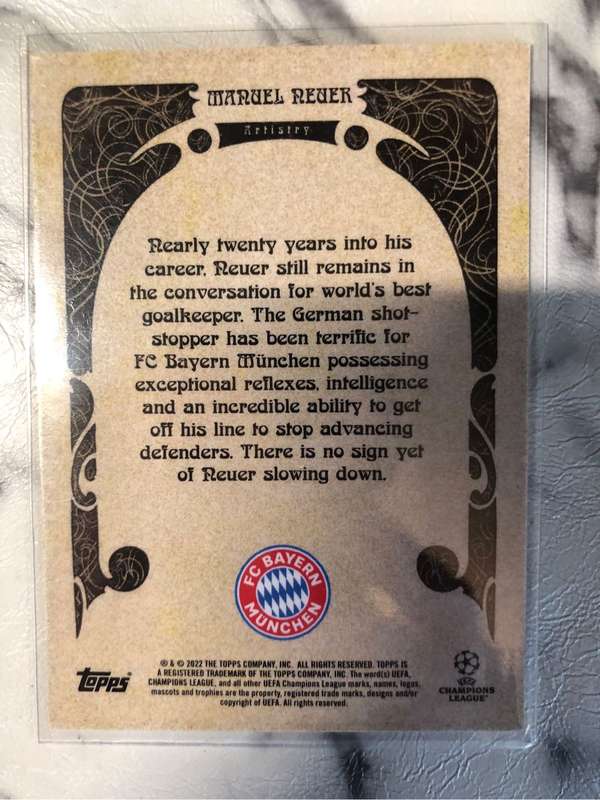 MANUEL NEUER
Artistry
Nearly twenty years into his
career, Neuer still remains in
the conversation for world's best
goalkeeper. The German shot-
stopper has been terrific for
FC Bayern München possessing
exceptional reflexes, intelligence
and an incredible ability to get
off his line to stop advancing
defenders. There is no sign yet
of Neuer slowing down.
FC BAYERN
MÜNCHEN
® & © 2022 THE TOPPS COMPANY, INC. ALL RIGHTS RESERVED. TOPPS IS
A REGISTERED TRADEMARK OF THE TOPPS COMPANY, INC. The word(s) UEFA,
CHAMPIONS LEAGUE, and all other UEFA Champions League marks, names, logos,
mascots and trophies are the property, registered trade marks, designs and/or
copyright of UEFA. All rights reserved.
Topps
UEFA
CHAMPIONS
LEAGUE®